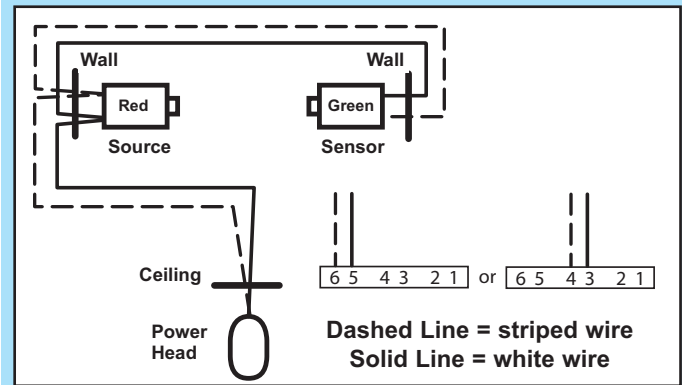 Wall
Wall
Red
Green
Source
Sensor
Ceiling
6 5 4 3 2 1 or 6 5 4 3 2 1
Power
Head
Dashed Line = striped wire
Solid Line = white wire